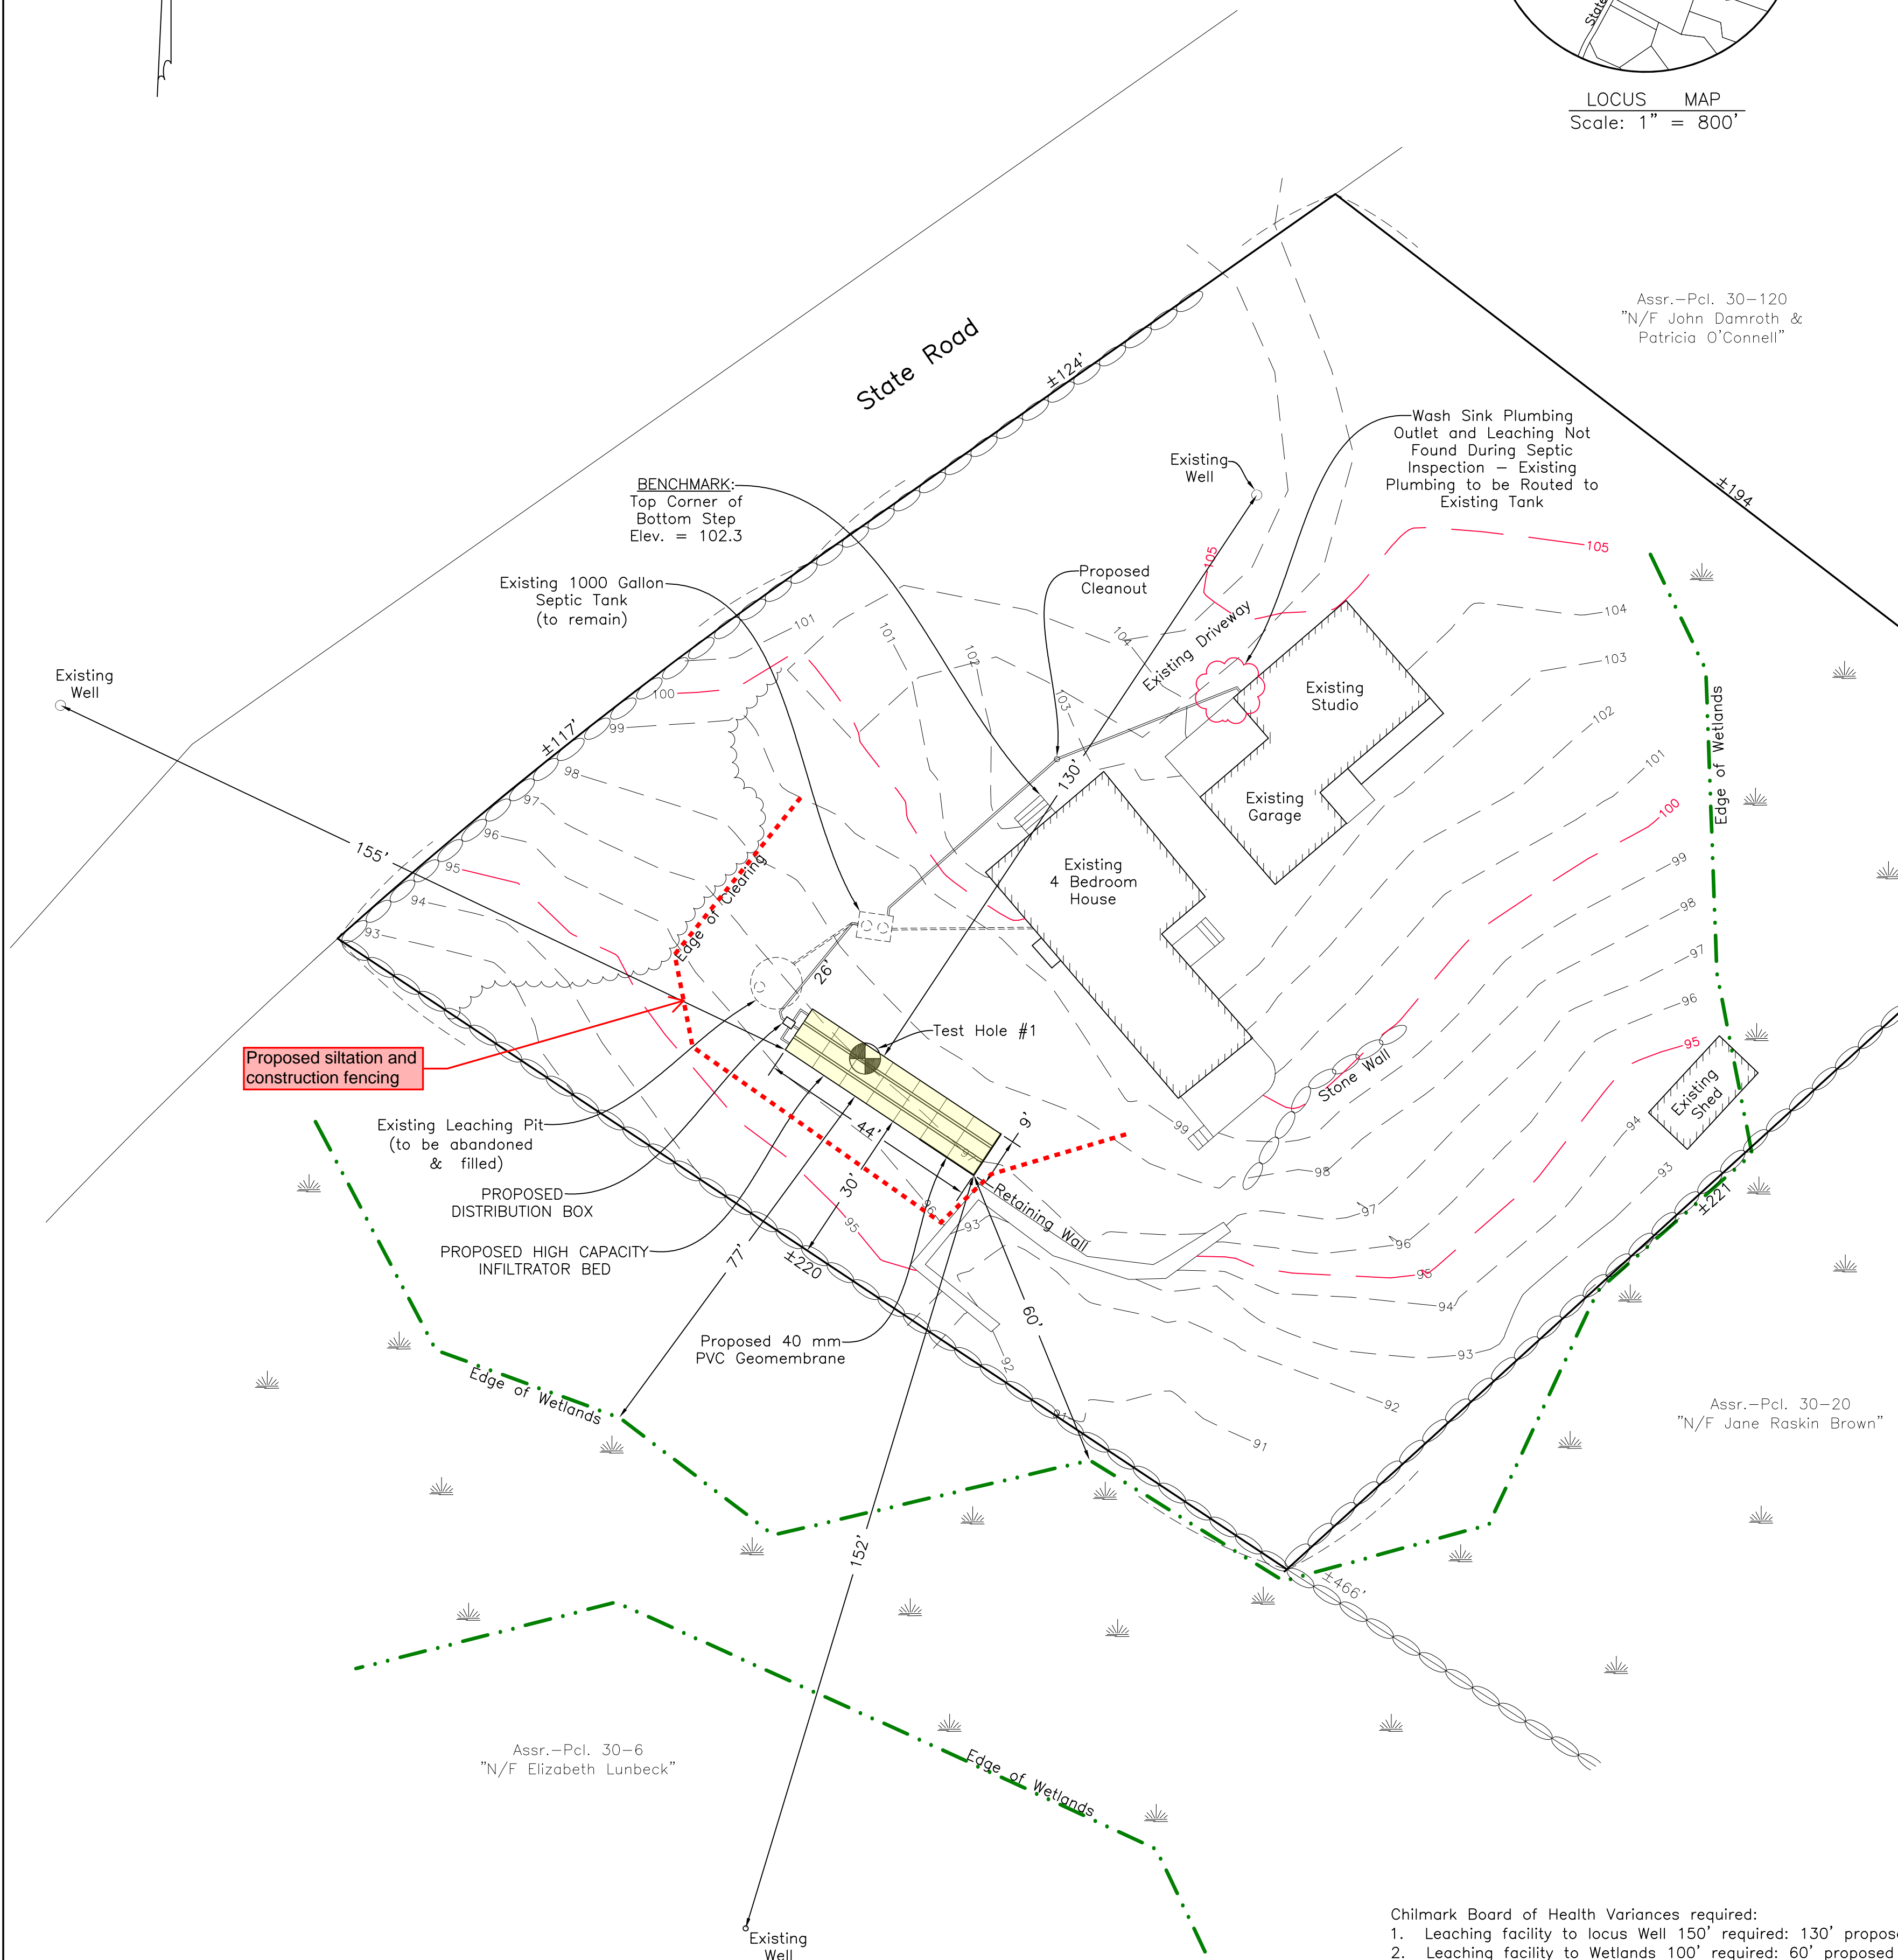 State
LOCUS MAP
Scale: 1" = 800'
Assr.-Pcl. 30-120
"N/F John Damroth &
Patricia O'Connell"
State Road
±124'
±117'
±194
Wash Sink Plumbing
Outlet and Leaching Not
Found During Septic
Inspection – Existing
Plumbing to be Routed to
Existing Tank
Existing
Well
BENCHMARK:
Top Corner of
Bottom Step
Elev. = 102.3
Existing 1000 Gallon
Septic Tank
(to remain)
Proposed
Cleanout
105
105
104
104
103
103
102
102
101
101
101
100
100
99
99
98
98
97
97
96
96
95
95
94
94
93
93
Existing Driveway
Existing
Studio
Existing
Garage
Existing
4 Bedroom
House
Existing
Well
155'
130'
Edge of Clearing
26'
Edge of Wetlands
Test Hole #1
Proposed siltation and
construction fencing
Existing Leaching Pit
(to be abandoned
& filled)
PROPOSED
DISTRIBUTION BOX
PROPOSED HIGH CAPACITY
INFILTRATOR BED
44'
9'
30'
77'
±220
97
96
95
93
Retaining Wall
Stone Wall
Existing
Shed
±221
99
98
97
96
95
94
93
92
92
91
91
60'
Proposed 40 mm
PVC Geomembrane
Edge of Wetlands
152'
±466'
Assr.-Pcl. 30-20
"N/F Jane Raskin Brown"
Assr.-Pcl. 30-6
"N/F Elizabeth Lunbeck"
Edge of Wetlands
Existing
Well
Chilmark Board of Health Variances required:
1. Leaching facility to locus Well 150' required: 130' propos
2. Leaching facility to Wetlands 100' required: 60' proposed